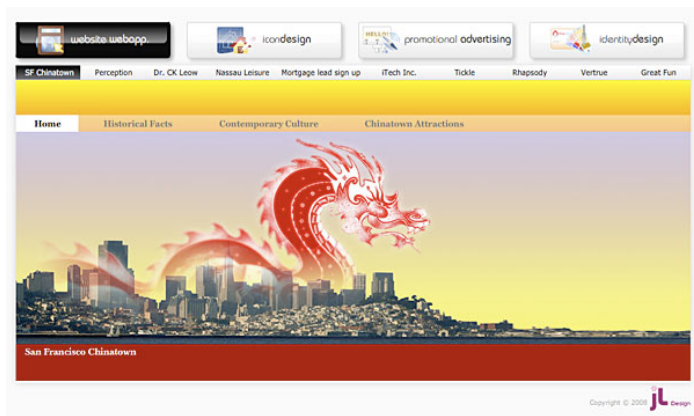 website webapp.
icondesign
HELLO!
promotional advertising
identitydesign
SF Chinatown Perception Dr. CK Leow Nassau Leisure Mortgage lead sign up iTech Inc. Tickle Rhapsody Vertrue Great Fun
Home Historical Facts Contemporary Culture Chinatown Attractions
San Francisco Chinatown
Copyright © 2008 jL Design